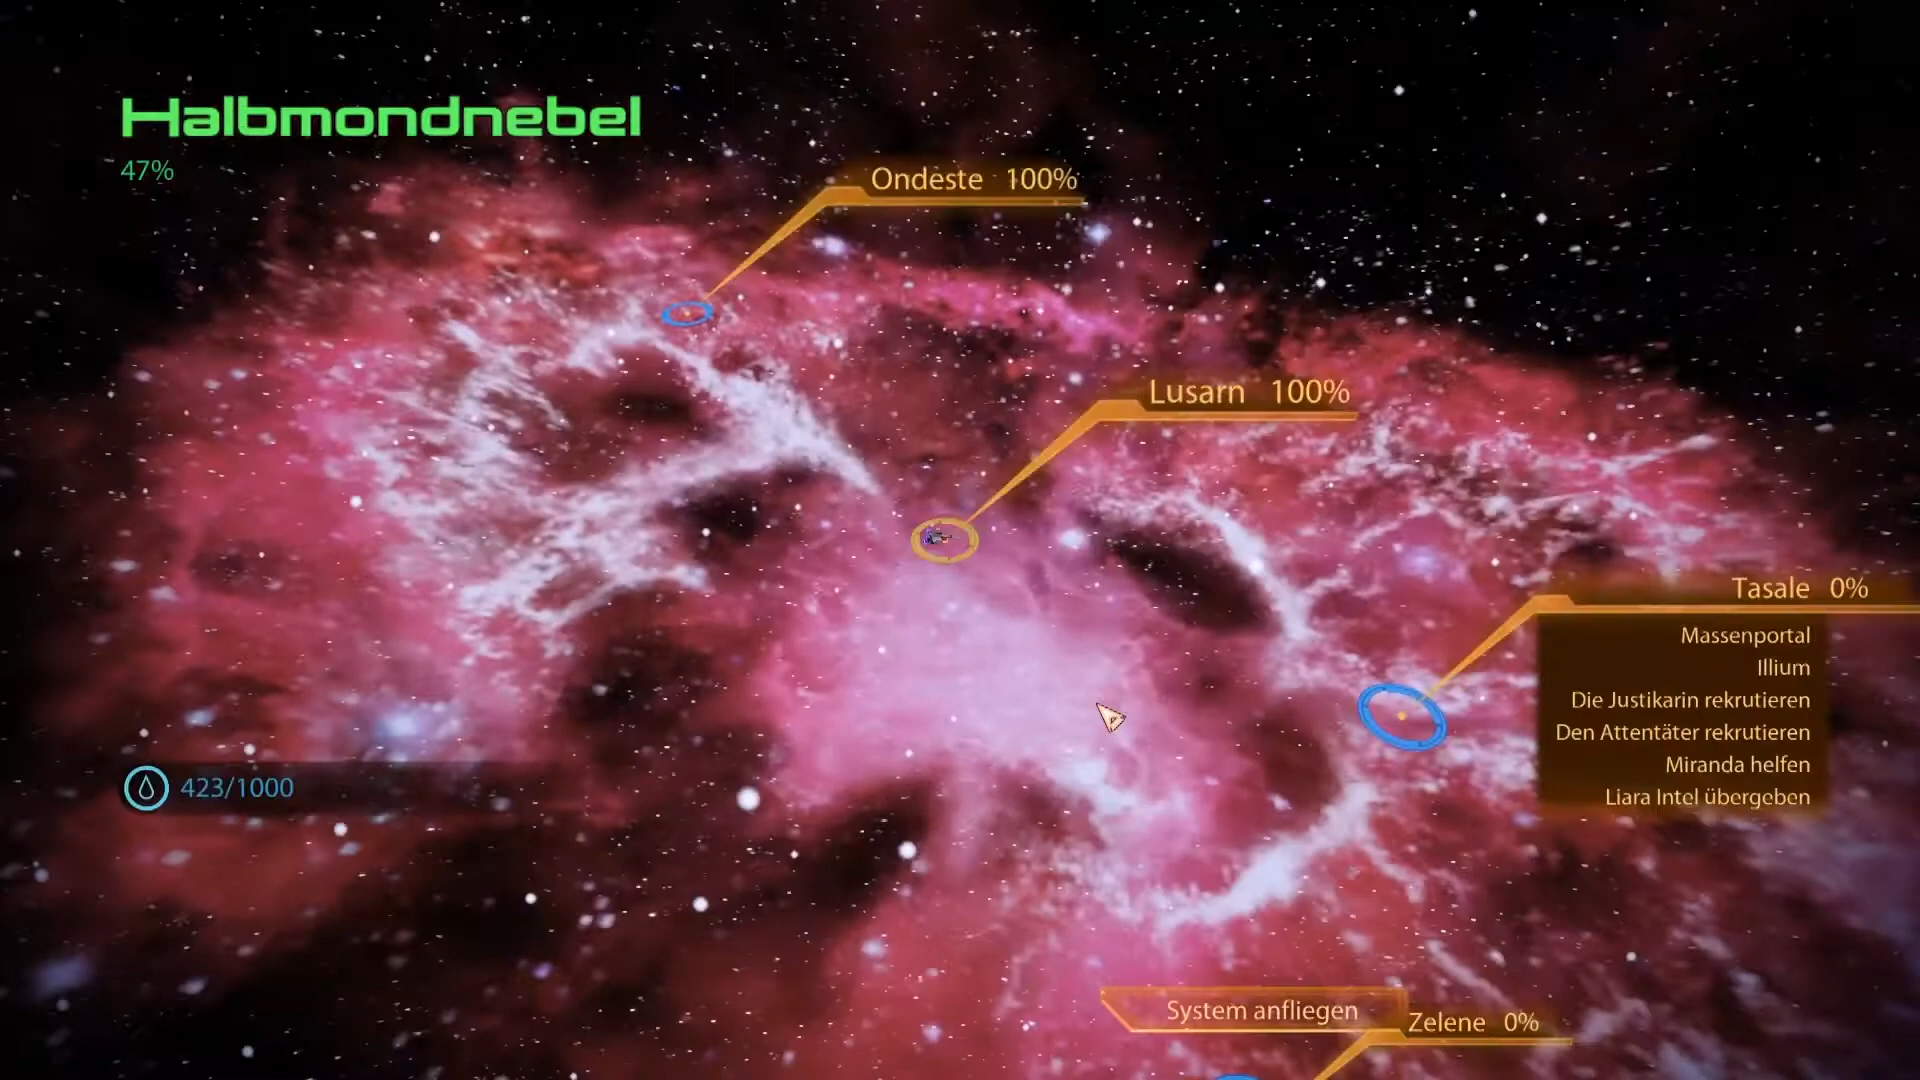 Halbmondnebel
47%
Ondeste 100%
Lusarn 100%
Tasale 0%
Massenportal
Illium
Die Justikarin rekrutieren
Den Attentäter rekrutieren
Miranda helfen
Liara Intel übergeben
423/1000
System anfliegen
Zelene 0%